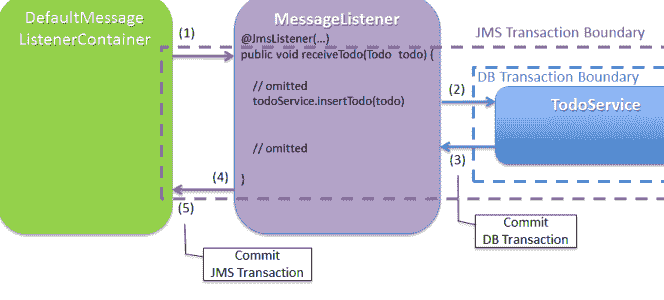 DefaultMessage
ListenerContainer
(1)
MessageListener
@JmsListener(...)
public void receiveTodo(Todo todo) {
// omitted
todoService.insertTodo(todo)
// omitted
}
JMS Transaction Boundary
DB Transaction Boundary
(2)
TodoService
(3)
(4)
(5)
Commit
DB Transaction
Commit
JMS Transaction